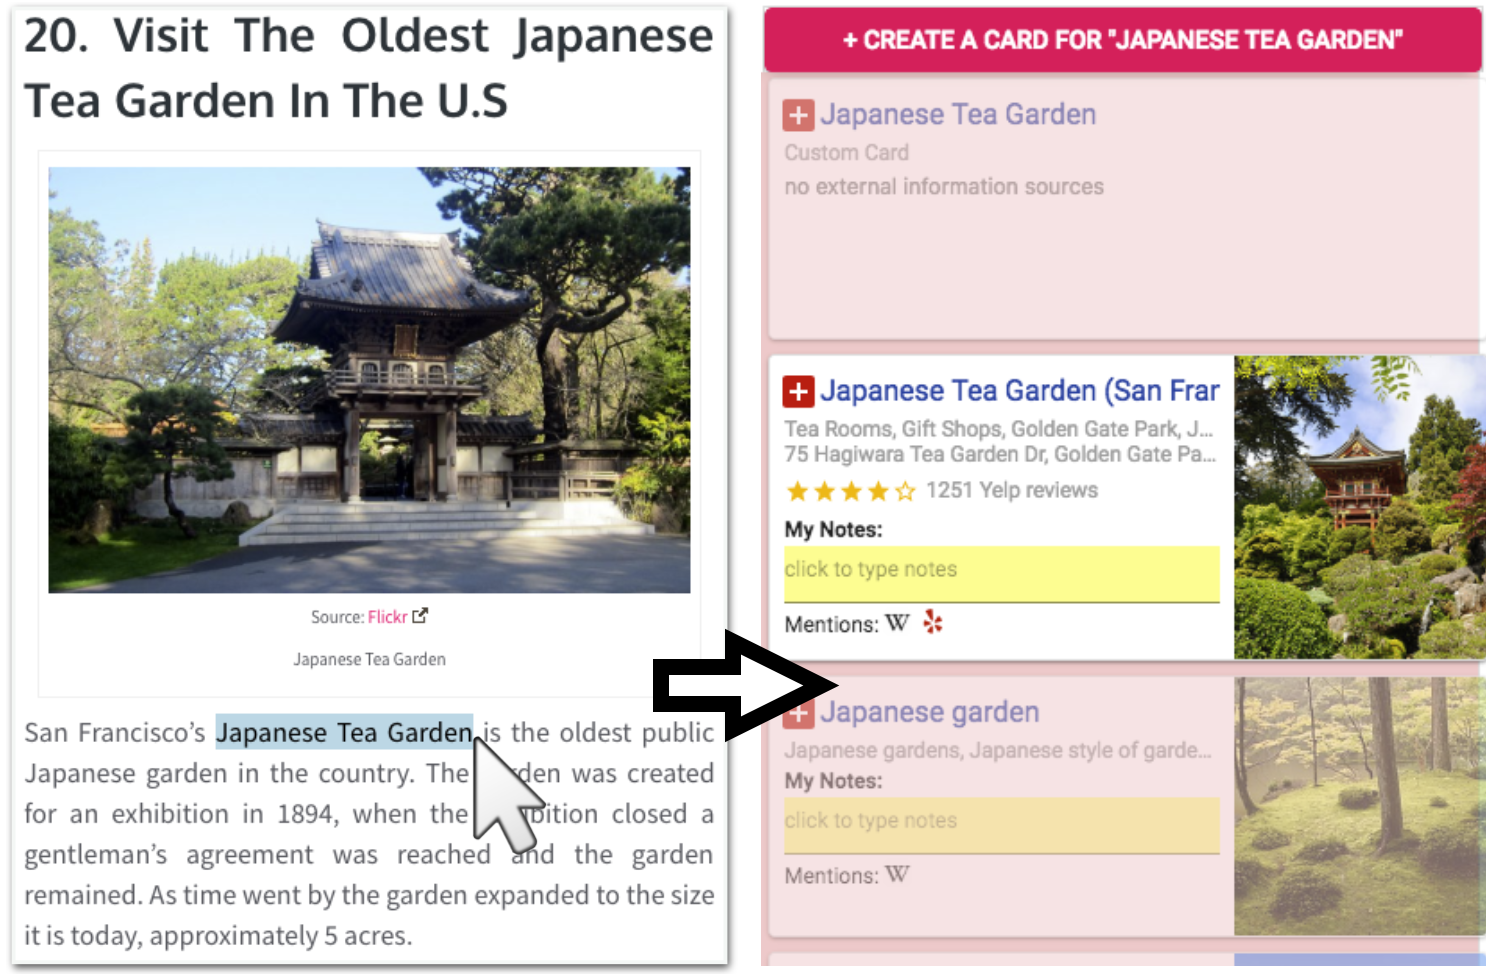 20. Visit The Oldest Japanese
Tea Garden In The U.S
Source: Flickr
Japanese Tea Garden
San Francisco’s Japanese Tea Garden is the oldest public
Japanese garden in the country. The garden was created
for an exhibition in 1894, when the exhibition closed a
gentleman’s agreement was reached and the garden
remained. As time went by the garden expanded to the size
it is today, approximately 5 acres.
+ CREATE A CARD FOR "JAPANESE TEA GARDEN"
Japanese Tea Garden
Custom Card
no external information sources
Japanese Tea Garden (San Fran
Tea Rooms, Gift Shops, Golden Gate Park, J...
75 Hagiwara Tea Garden Dr, Golden Gate Pa...
1251 Yelp reviews
My Notes:
click to type notes
Mentions: W
Japanese garden
Japanese gardens, Japanese style of garde...
My Notes:
click to type notes
Mentions: W